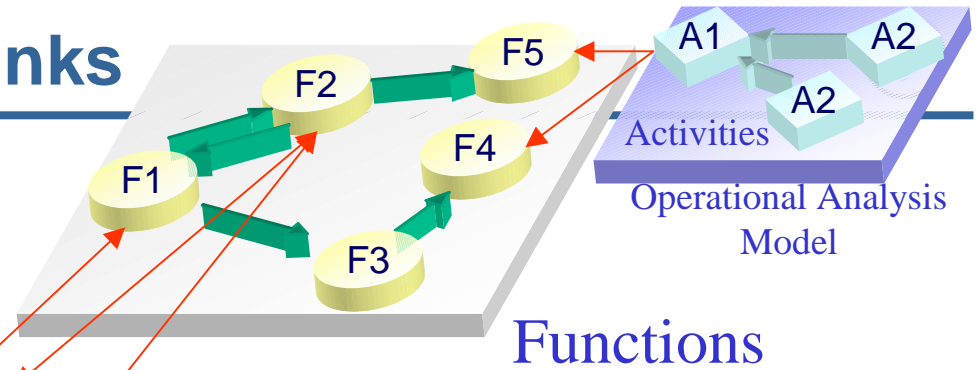 nks
F5
A1
A2
F2
A2
Activities
F4
F1
Operational Analysis
Model
F3
Functions